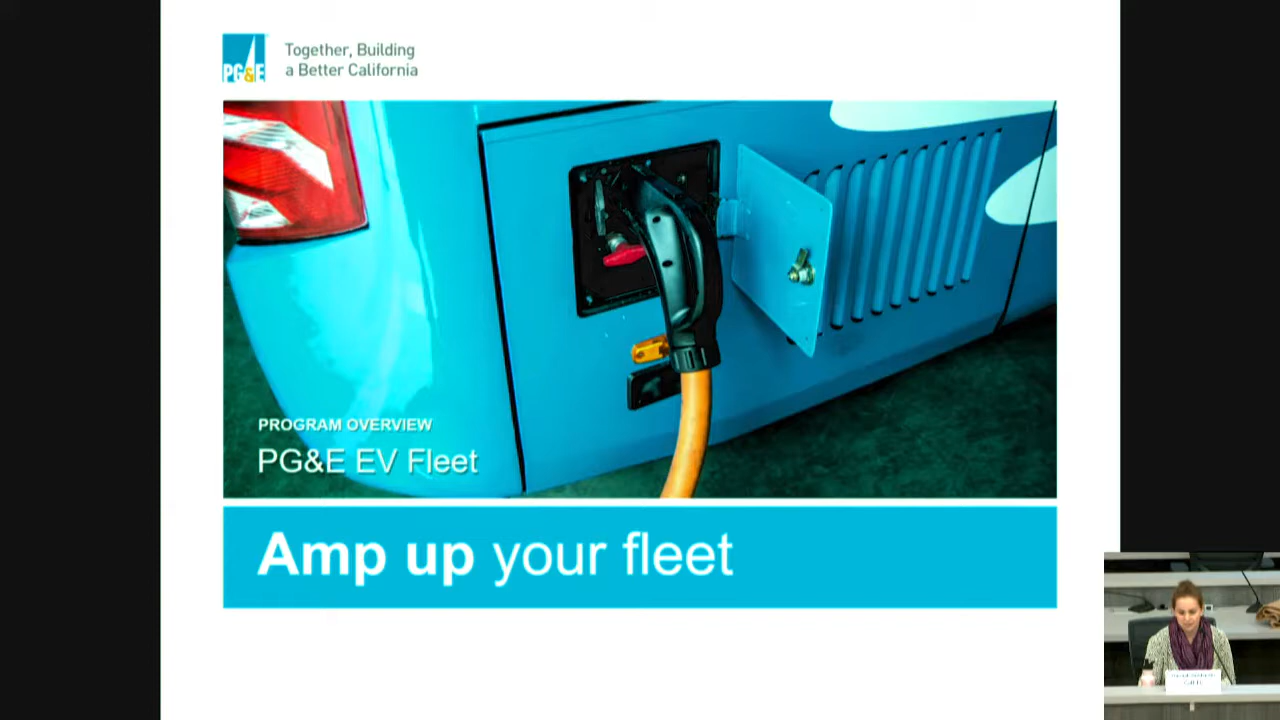 PG&E
Together, Building
a Better California
PROGRAM OVERVIEW
PG&E EV Fleet
Amp up your fleet